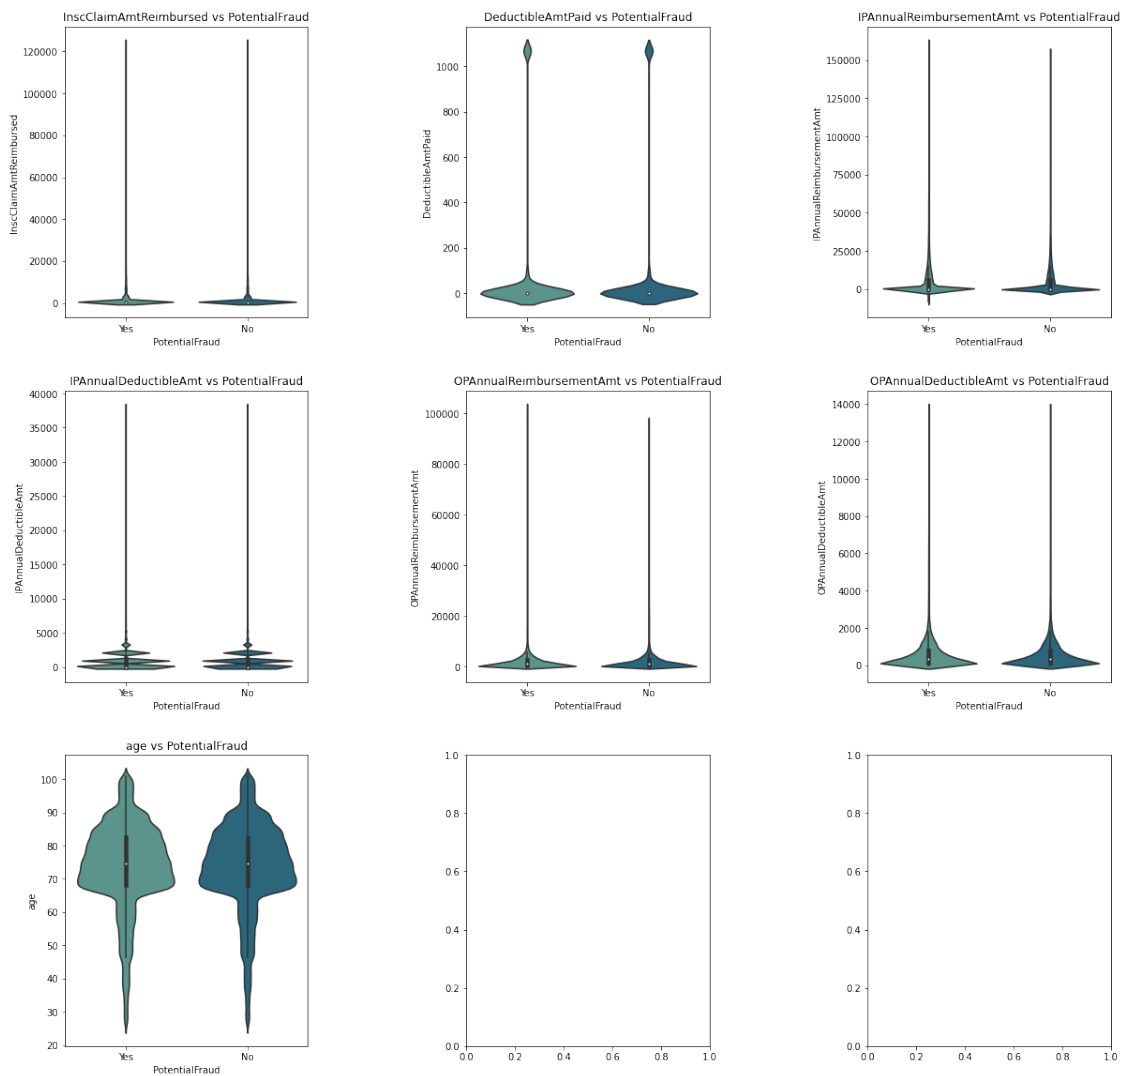 InscClaimAmtReimbursed vs PotentialFraud
InscClaimAmtReimbursed
120000
100000
80000
60000
40000
20000
0
Yes No
PotentialFraud
DeductibleAmtPaid vs PotentialFraud
DeductibleAmtPaid
1000
800
600
400
200
0
Yes No
PotentialFraud
IPAnnualReimbursementAmt vs PotentialFraud
IPAnnualReimbursementAmt
150000
125000
100000
75000
50000
25000
0
Yes No
PotentialFraud
IPAnnualDeductibleAmt vs PotentialFraud
IPAnnualDeductibleAmt
40000
35000
30000
25000
20000
15000
10000
5000
0
Yes No
PotentialFraud
OPAnnualReimbursementAmt vs PotentialFraud
OPAnnualReimbursementAmt
100000
80000
60000
40000
20000
0
Yes No
PotentialFraud
OPAnnualDeductibleAmt vs PotentialFraud
OPAnnualDeductibleAmt
14000
12000
10000
8000
6000
4000
2000
0
Yes No
PotentialFraud
age vs PotentialFraud
age
100
90
80
70
60
50
40
30
20
Yes No
PotentialFraud
1.0
0.8
0.6
0.4
0.2
0.0
0.0 0.2 0.4 0.6 0.8 1.0
1.0
0.8
0.6
0.4
0.2
0.0
0.0 0.2 0.4 0.6 0.8 1.0